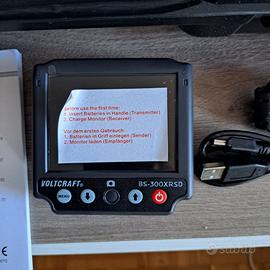 Before use the first time:
1. Insert Batteries in Handle (Transmitter)
2. Charge Monitor (Receiver)
Vor dem ersten Gebrauch:
1. Batterien in Griff einlegen (Sender)
2. Monitor laden (Empfänger)
VOLTCRAFT®
BS-300XRSD
MENU
subito